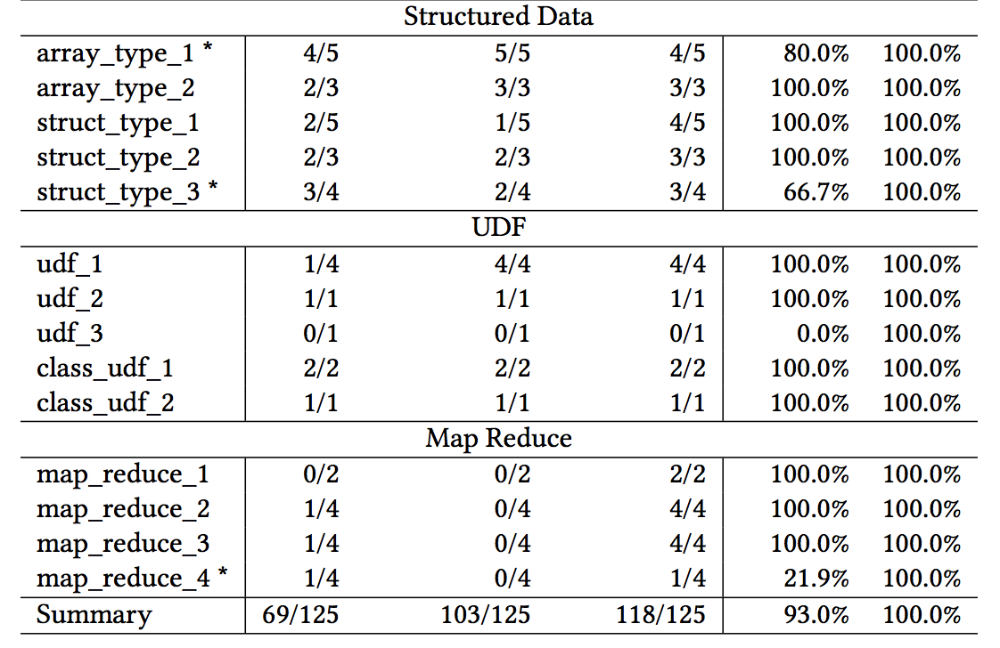 Structured Data
array_type_1 * 4/5 5/5 4/5 80.0% 100.0%
array_type_2 2/3 3/3 3/3 100.0% 100.0%
struct_type_1 2/5 1/5 4/5 100.0% 100.0%
struct_type_2 2/3 2/3 3/3 100.0% 100.0%
struct_type_3 * 3/4 2/4 3/4 66.7% 100.0%
UDF
udf_1 1/4 4/4 4/4 100.0% 100.0%
udf_2 1/1 1/1 1/1 100.0% 100.0%
udf_3 0/1 0/1 0/1 0.0% 100.0%
class_udf_1 2/2 2/2 2/2 100.0% 100.0%
class_udf_2 1/1 1/1 1/1 100.0% 100.0%
Map Reduce
map_reduce_1 0/2 0/2 2/2 100.0% 100.0%
map_reduce_2 1/4 0/4 4/4 100.0% 100.0%
map_reduce_3 1/4 0/4 4/4 100.0% 100.0%
map_reduce_4 * 1/4 0/4 1/4 21.9% 100.0%
Summary 69/125 103/125 118/125 93.0% 100.0%